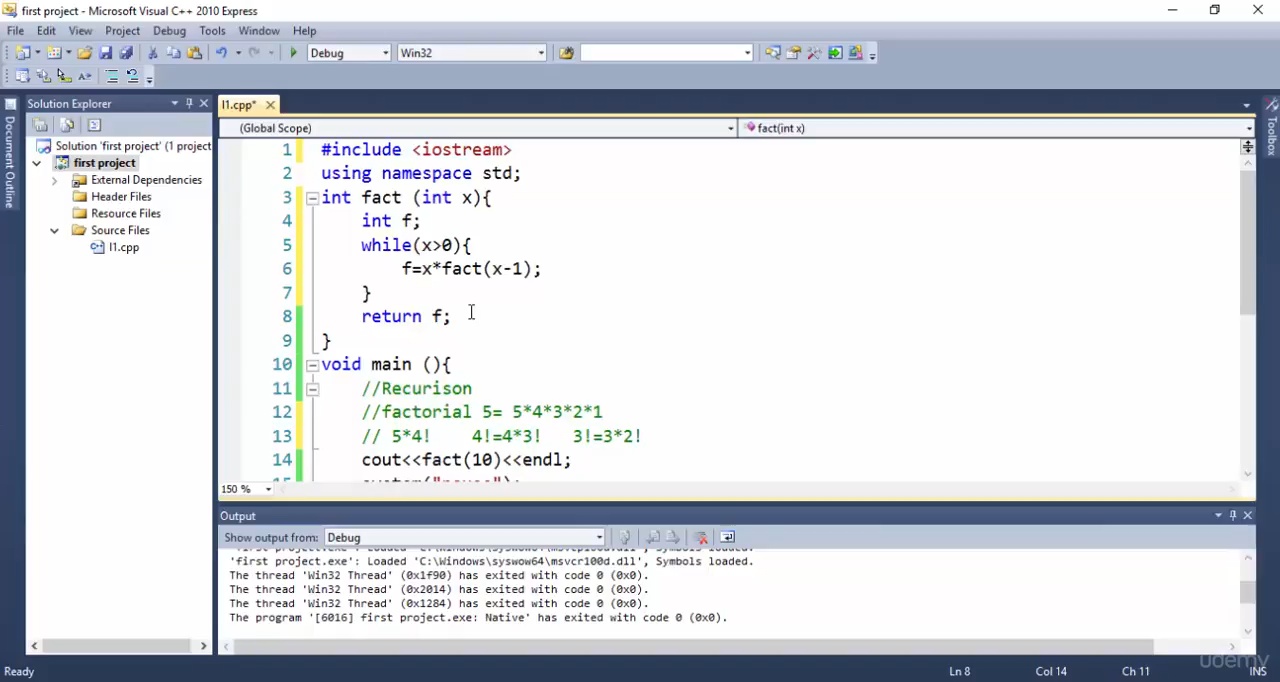 first project - Microsoft Visual C++ 2010 Express
File Edit View Project Debug Tools Window Help
Debug Win32
Solution Explorer
l1.cpp*
(Global Scope) fact(int x)
Solution 'first project' (1 project
first project
External Dependencies
Header Files
Resource Files
Source Files
l1.cpp
Document Outline
Toolbox
1 #include <iostream>
2 using namespace std;
3 int fact (int x){
4 int f;
5 while(x>0){
6 f=x*fact(x-1);
7 }
8 return f;
9 }
10 void main (){
11 //Recurison
12 //factorial 5= 5*4*3*2*1
13 // 5*4! 4!=4*3! 3!=3*2!
14 cout<<fact(10)<<endl;
150 %
Output
Show output from: Debug
'first project.exe': Loaded 'C:\Windows\syswow64\msvcr100d.dll', Symbols loaded.
The thread 'Win32 Thread' (0x1f90) has exited with code 0 (0x0).
The thread 'Win32 Thread' (0x2014) has exited with code 0 (0x0).
The thread 'Win32 Thread' (0x1284) has exited with code 0 (0x0).
The program '[6016] first project.exe: Native' has exited with code 0 (0x0).
Ready Ln 8 Col 14 Ch 11 INS
udemy